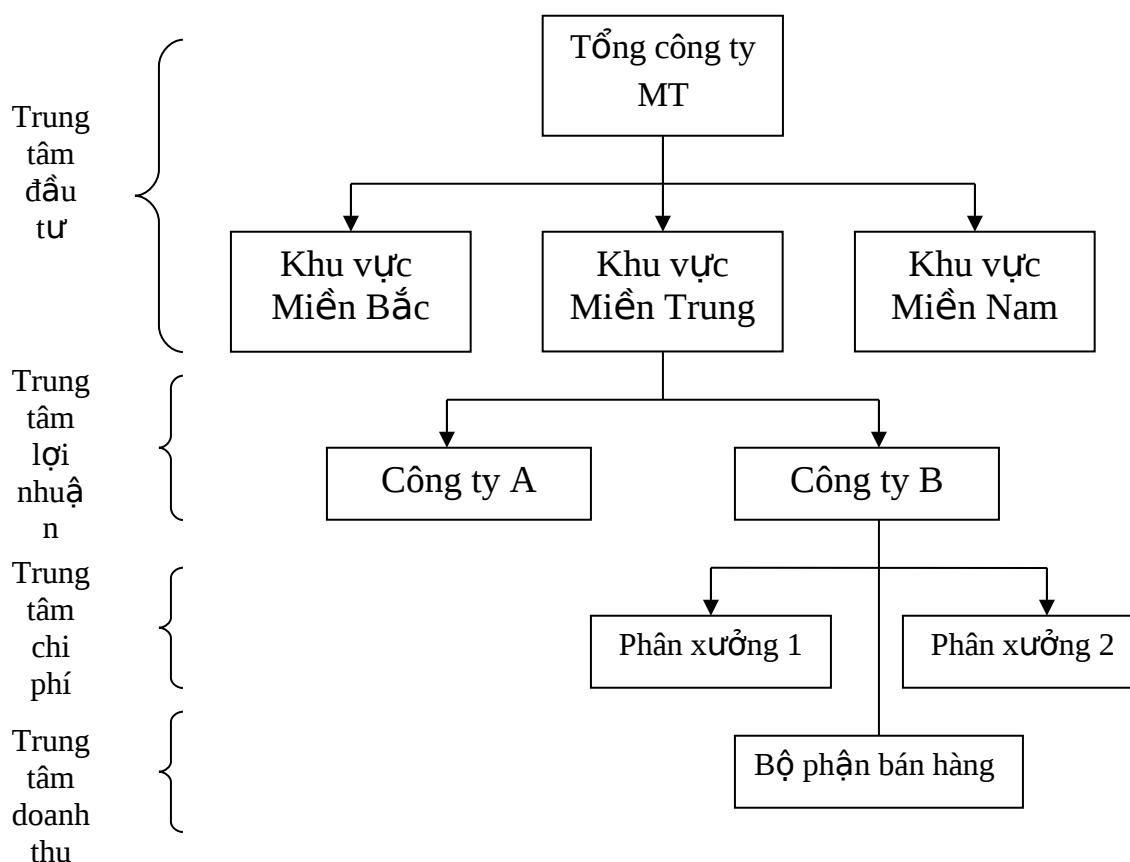 Tổng công ty
MT
Trung
tâm
đầu
tư
Khu vực
Miền Bắc
Khu vực
Miền Trung
Khu vực
Miền Nam
Trung
tâm
lợi
nhuậ
n
Công ty A
Công ty B
Trung
tâm
chi
phí
Phân xưởng 1
Phân xưởng 2
Trung
tâm
doanh
thu
Bộ phận bán hàng